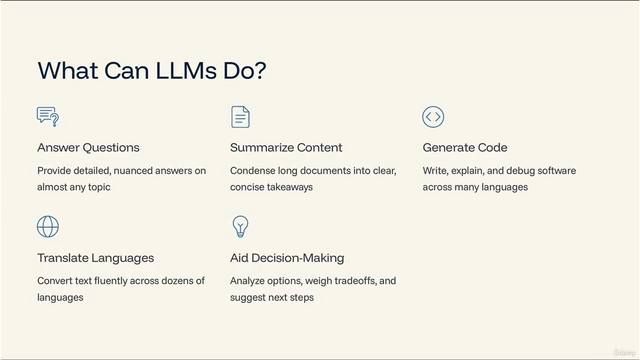 What Can LLMs Do?
Answer Questions
Provide detailed, nuanced answers on
almost any topic
Summarize Content
Condense long documents into clear,
concise takeaways
Generate Code
Write, explain, and debug software
across many languages
Translate Languages
Convert text fluently across dozens of
languages
Aid Decision-Making
Analyze options, weigh tradeoffs, and
suggest next steps